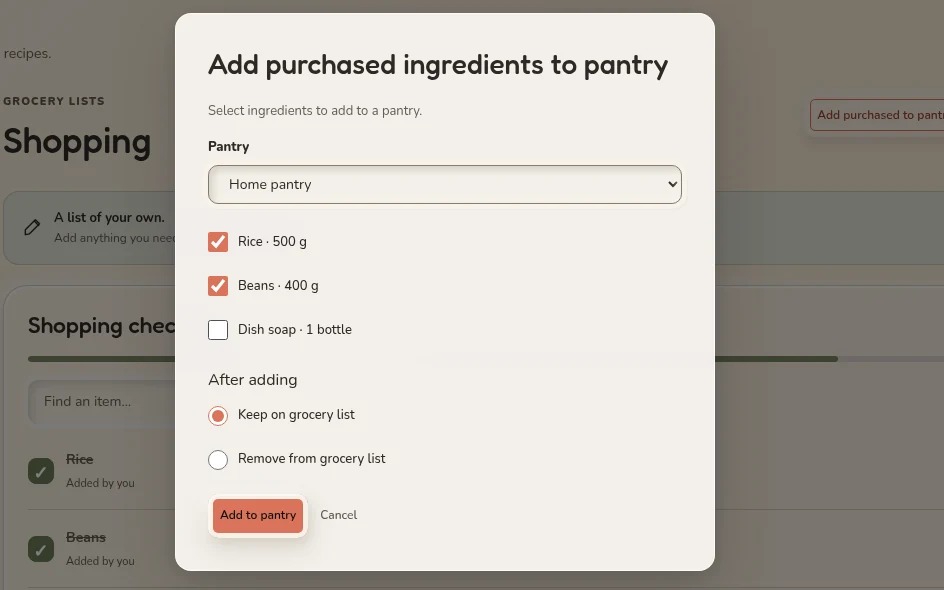 recipes.
GROCERY LISTS
Shopping
Add purchased to
A list of your own.
Add anything you
Shopping
Find an item...
Rice
Added by you
Beans
Added by you
Add purchased ingredients to pantry
Select ingredients to add to a pantry.
Pantry
Home pantry
Rice · 500 g
Beans · 400 g
Dish soap · 1 bottle
After adding
Keep on grocery list
Remove from grocery list
Add to pantry
Cancel